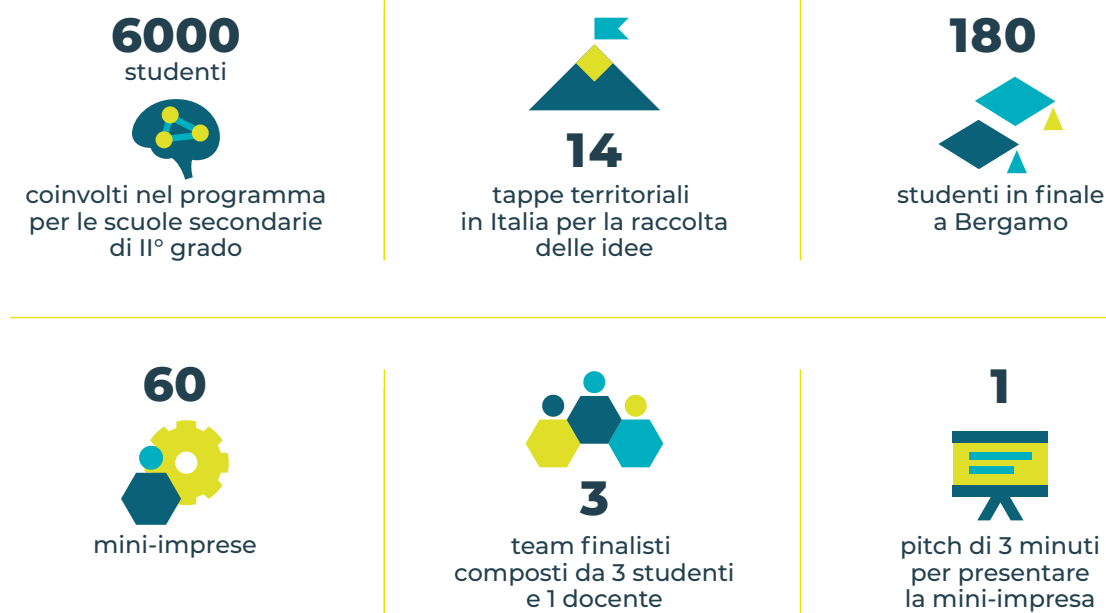 6000
studenti
coinvolti nel programma
per le scuole secondarie
di II° grado
14
tappe territoriali
in Italia per la raccolta
delle idee
180
studenti in finale
a Bergamo
60
mini-imprese
3
team finalisti
composti da 3 studenti
e 1 docente
1
pitch di 3 minuti
per presentare
la mini-impresa